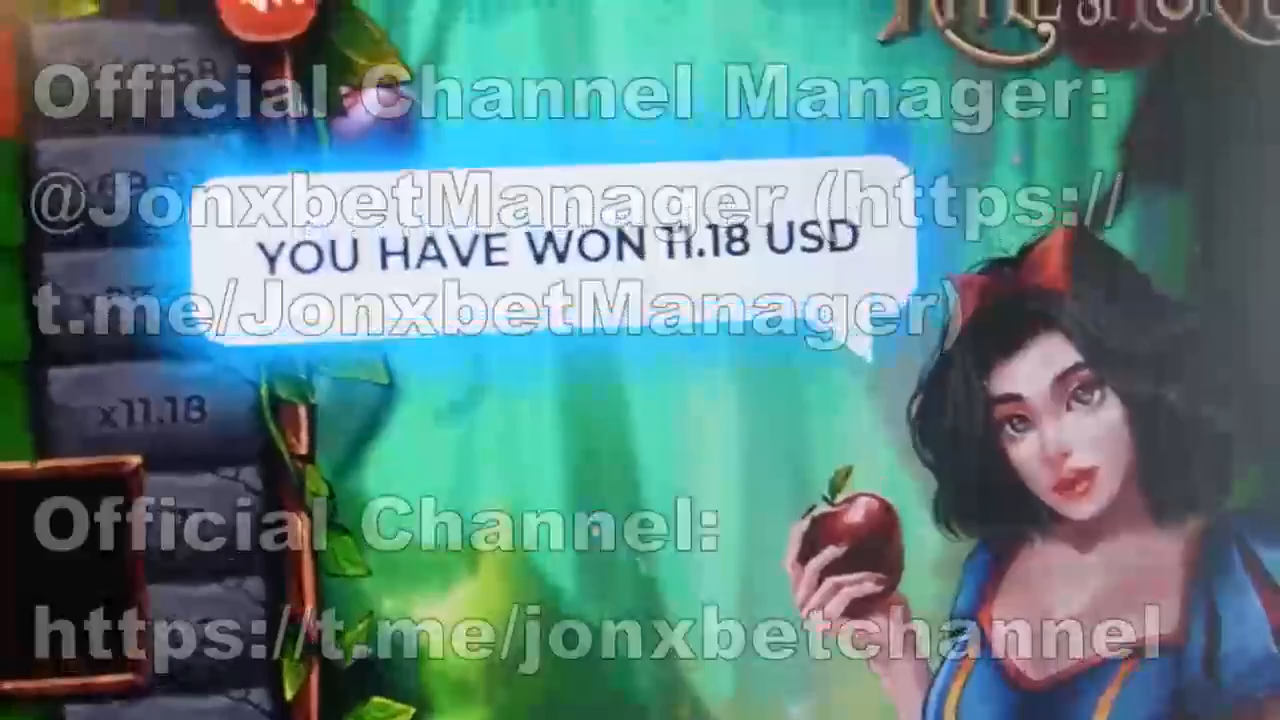 Official Channel Manager:
@JonxbetManager (https://
YOU HAVE WON 11.18 USD
t.me/JonxbetManager)
x11.18
Official Channel:
https://t.me/jonxbetchannel